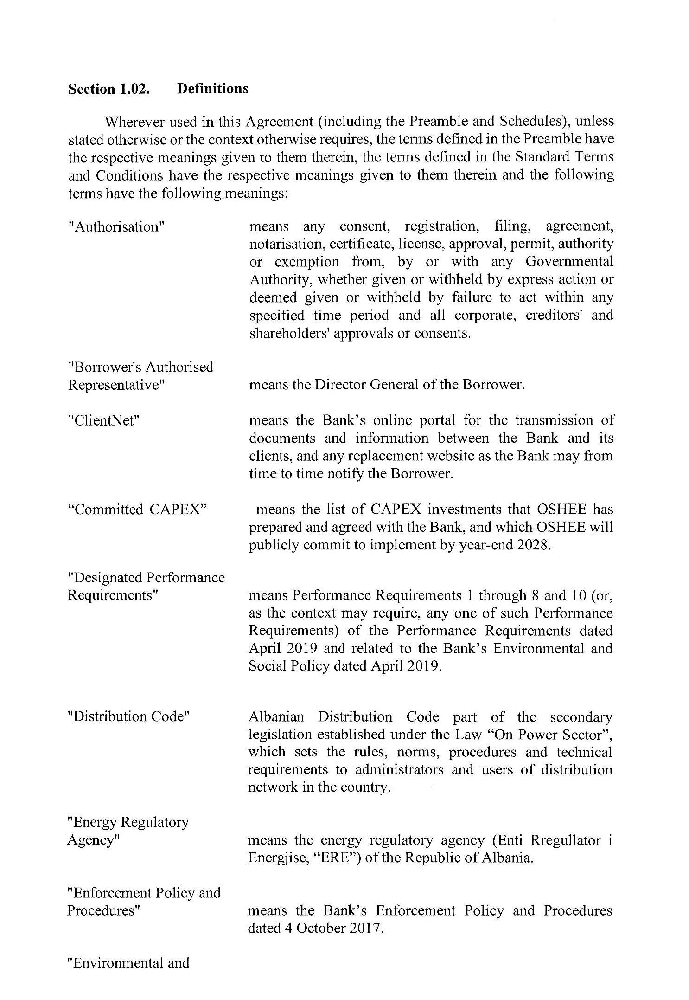 Section 1.02. Definitions
Wherever used in this Agreement (including the Preamble and Schedules), unless
stated otherwise or the context otherwise requires, the terms defined in the Preamble have
the respective meanings given to them therein, the terms defined in the Standard Terms
and Conditions have the respective meanings given to them therein and the following
terms have the following meanings:
"Authorisation" means any consent, registration, filing, agreement,
notarisation, certificate, license, approval, permit, authority
or exemption from, by or with any Governmental
Authority, whether given or withheld by express action or
deemed given or withheld by failure to act within any
specified time period and all corporate, creditors' and
shareholders' approvals or consents.
"Borrower's Authorised
Representative" means the Director General of the Borrower.
"ClientNet" means the Bank’s online portal for the transmission of
documents and information between the Bank and its
clients, and any replacement website as the Bank may from
time to time notify the Borrower.
“Committed CAPEX” means the list of CAPEX investments that OSHEE has
prepared and agreed with the Bank, and which OSHEE will
publicly commit to implement by year-end 2028.
"Designated Performance
Requirements" means Performance Requirements 1 through 8 and 10 (or,
as the context may require, any one of such Performance
Requirements) of the Performance Requirements dated
April 2019 and related to the Bank’s Environmental and
Social Policy dated April 2019.
"Distribution Code" Albanian Distribution Code part of the secondary
legislation established under the Law “On Power Sector”,
which sets the rules, norms, procedures and technical
requirements to administrators and users of distribution
network in the country.
"Energy Regulatory
Agency" means the energy regulatory agency (Enti Rregullator i
Energjise, “ERE”) of the Republic of Albania.
"Enforcement Policy and
Procedures" means the Bank’s Enforcement Policy and Procedures
dated 4 October 2017.
"Environmental and